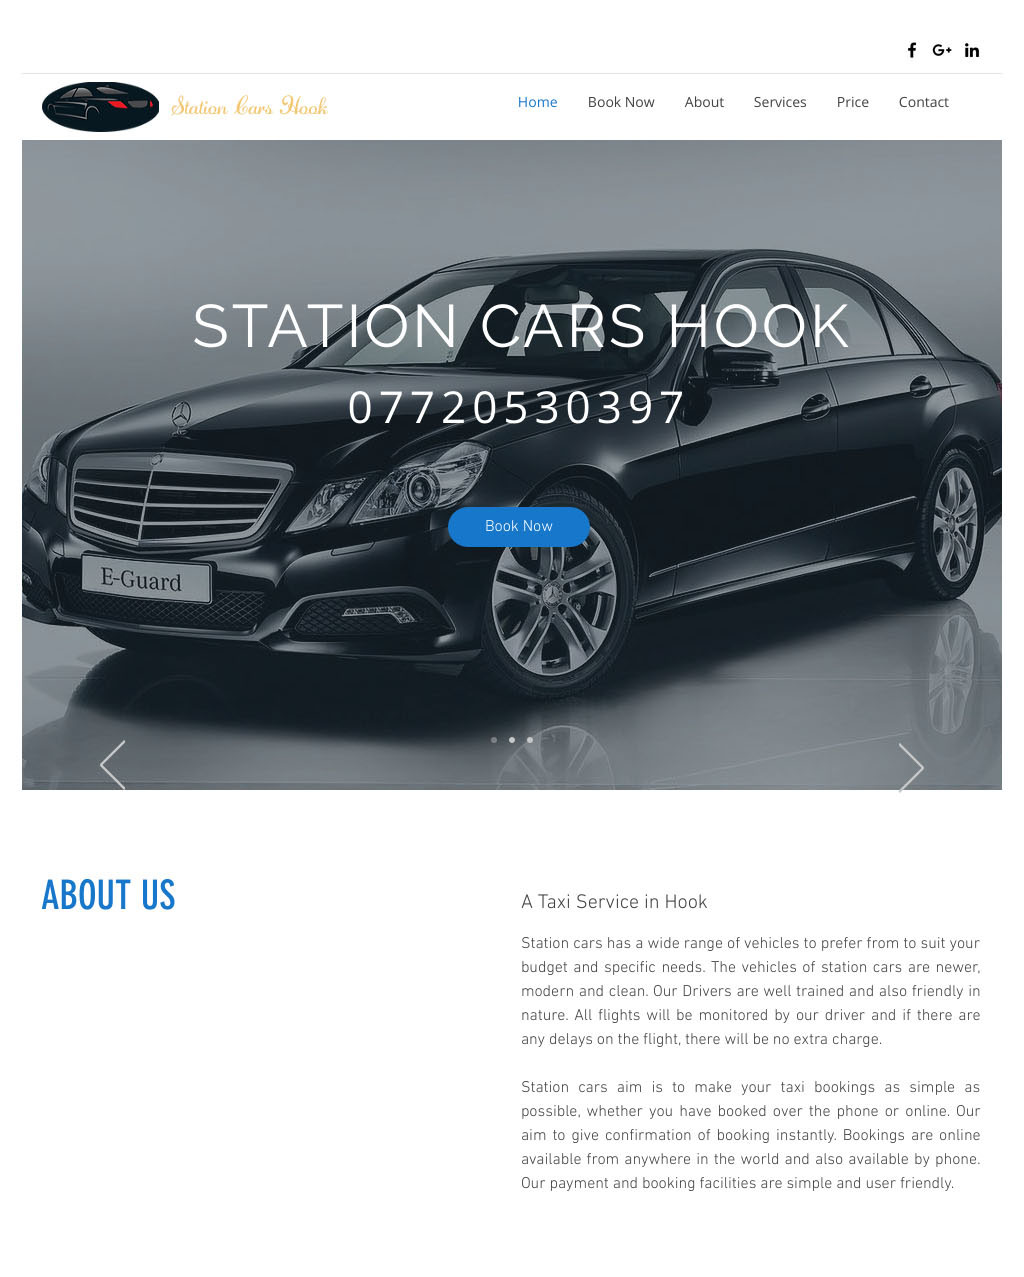 Station Cars Hook
Home Book Now About Services Price Contact
STATION CARS HOOK
07720530397
Book Now
E-Guard
ABOUT US
A Taxi Service in Hook
Station cars has a wide range of vehicles to prefer from to suit your
budget and specific needs. The vehicles of station cars are newer,
modern and clean. Our Drivers are well trained and also friendly in
nature. All flights will be monitored by our driver and if there are
any delays on the flight, there will be no extra charge.
Station cars aim is to make your taxi bookings as simple as
possible, whether you have booked over the phone or online. Our
aim to give confirmation of booking instantly. Bookings are online
available from anywhere in the world and also available by phone.
Our payment and booking facilities are simple and user friendly.